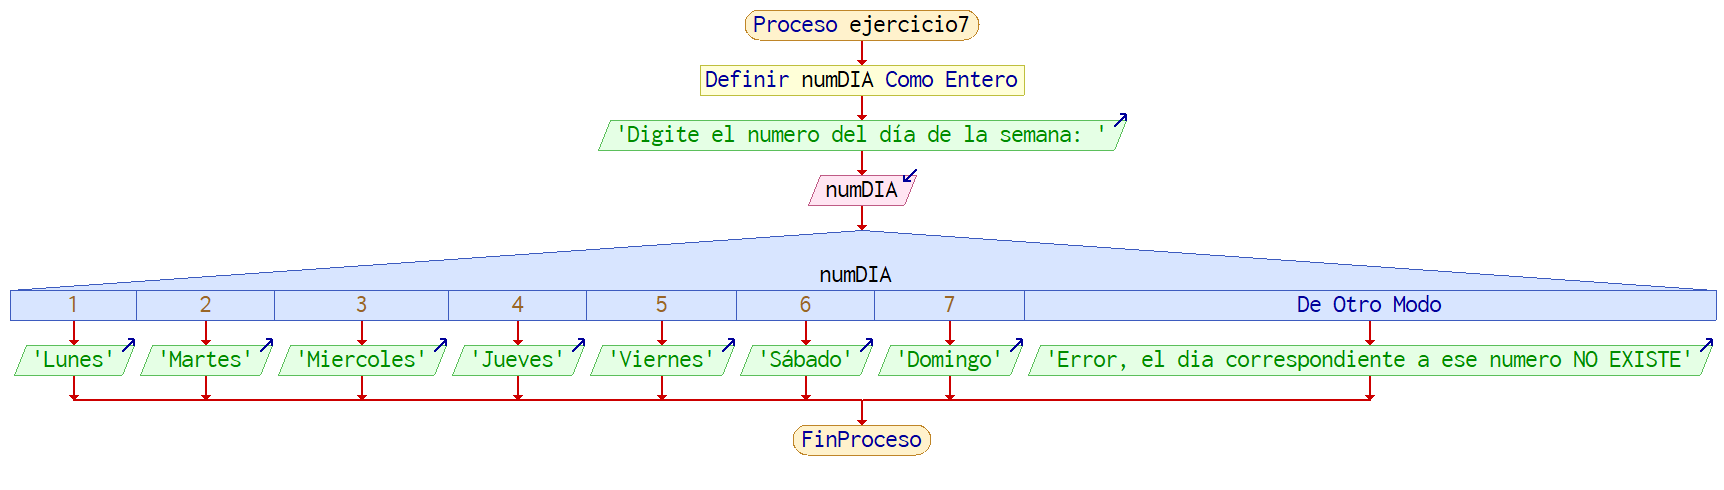 Proceso ejercicio7
Definir numDIA Como Entero
'Digite el numero del día de la semana: '
numDIA
numDIA
1 2 3 4 5 6 7 De Otro Modo
'Lunes' 'Martes' 'Miercoles' 'Jueves' 'Viernes' 'Sábado' 'Domingo' 'Error, el dia correspondiente a ese numero NO EXISTE'
FinProceso